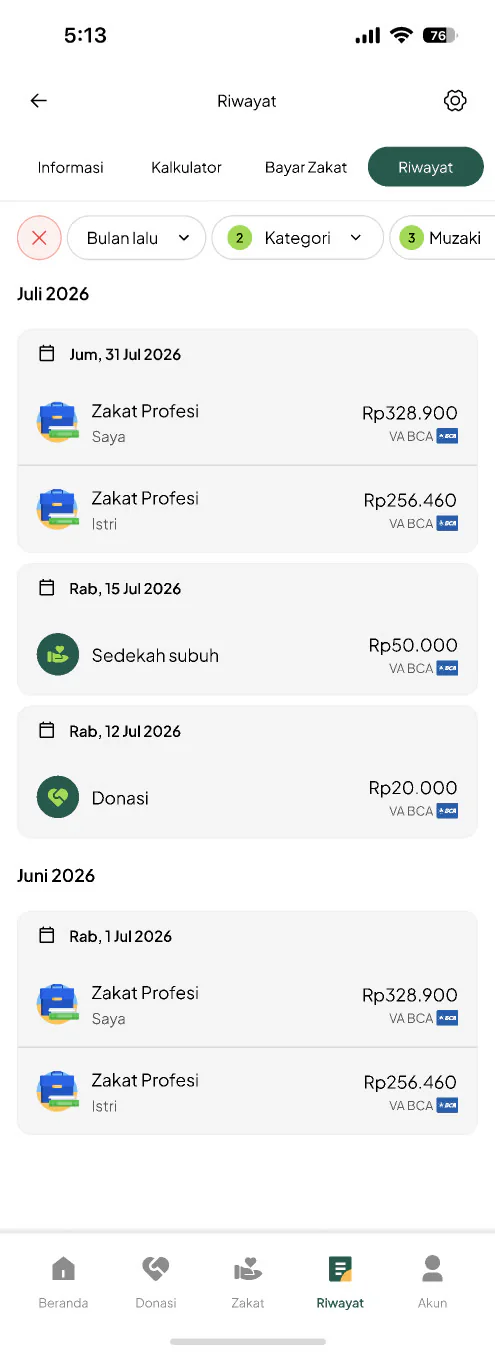 5:13
76
Riwayat
Informasi
Kalkulator
Bayar Zakat
Riwayat
Bulan lalu
2 Kategori
3 Muzaki
Juli 2026
Jum, 31 Jul 2026
Zakat Profesi
Rp328.900
Saya
VA BCA BCA
Zakat Profesi
Rp256.460
Istri
VA BCA BCA
Rab, 15 Jul 2026
Sedekah subuh
Rp50.000
VA BCA BCA
Rab, 12 Jul 2026
Donasi
Rp20.000
VA BCA BCA
Juni 2026
Rab, 1 Jul 2026
Zakat Profesi
Rp328.900
Saya
VA BCA BCA
Zakat Profesi
Rp256.460
Istri
VA BCA BCA
Beranda
Donasi
Zakat
Riwayat
Akun